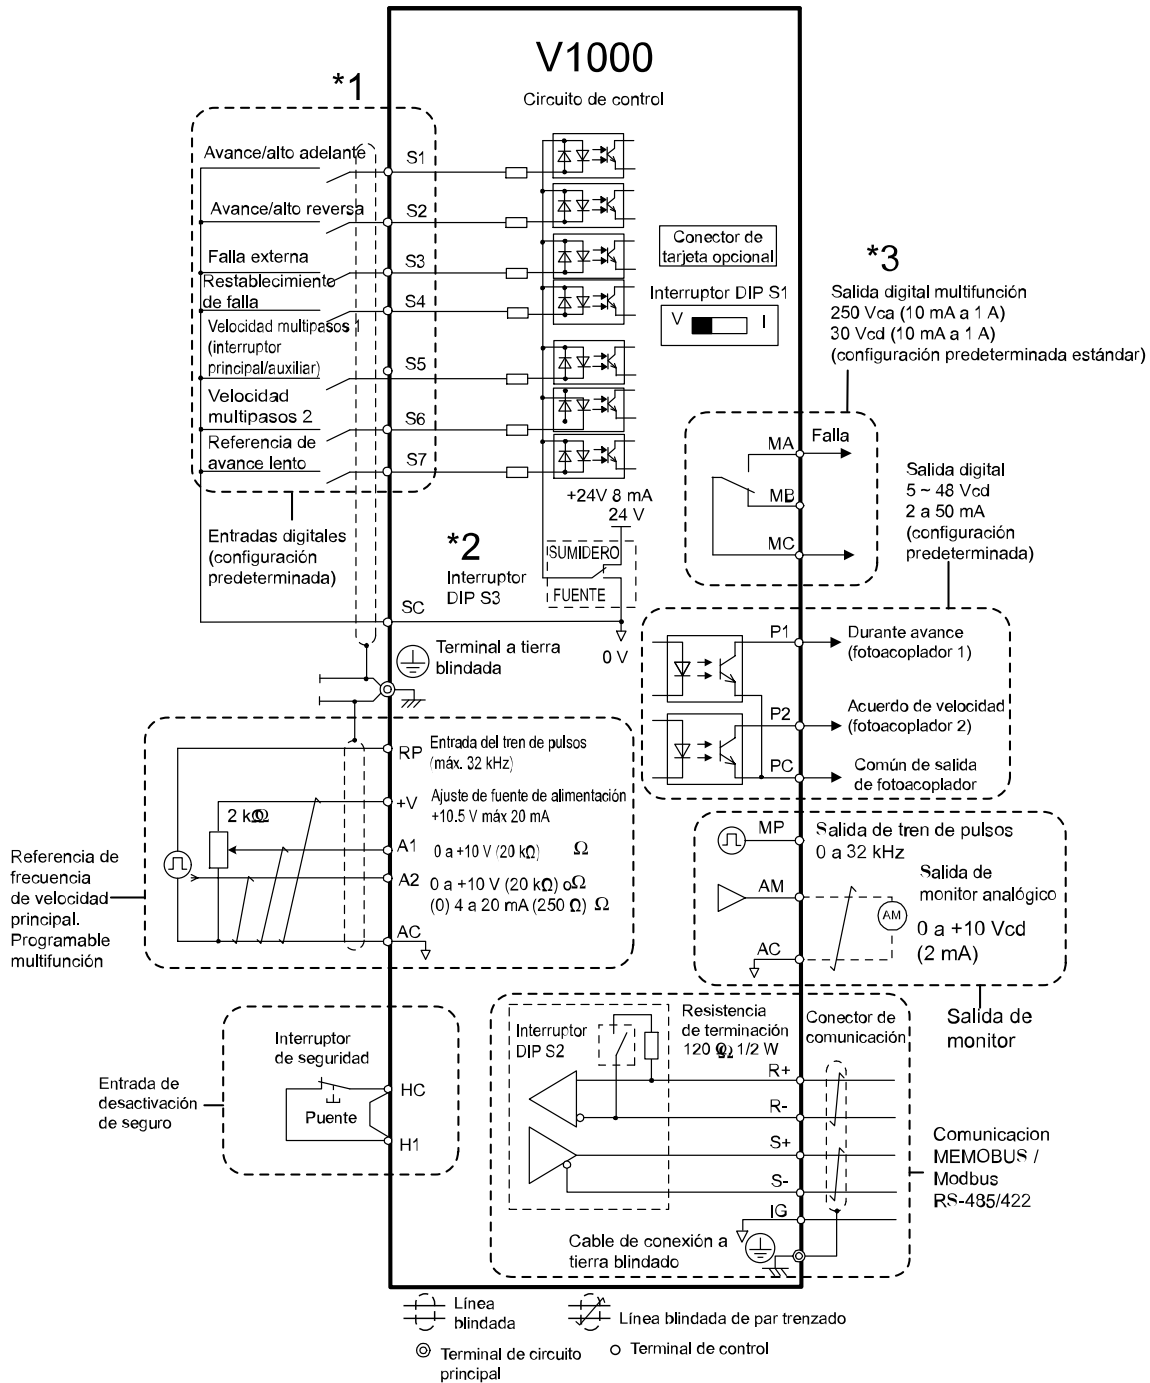 V1000
Circuito de control
*1
Avance/alto adelante
S1
Avance/alto reversa
S2
Falla externa
S3
Restablecimiento
de falla
S4
Velocidad multipasos 1
(interruptor
principal/auxiliar)
S5
Velocidad
multipasos 2
S6
Referencia de
avance lento
S7
Entradas digitales
(configuración
predeterminada)
Conector de
tarjeta opcional
Interruptor DIP S1
V
I
+24V 8 mA
24 V
*2
Interruptor
DIP S3
SUMIDERO
FUENTE
SC
0 V
Terminal a tierra
blindada
*3
Salida digital multifunción
250 Vca (10 mA a 1 A)
30 Vcd (10 mA a 1 A)
(configuración predeterminada estándar)
MA
Falla
MB
MC
Salida digital
5 ~ 48 Vcd
2 a 50 mA
(configuración
predeterminada)
P1
Durante avance
(fotoacoplador 1)
P2
Acuerdo de velocidad
(fotoacoplador 2)
PC
Común de salida
de fotoacoplador
RP
Entrada del tren de pulsos
(máx. 32 kHz)
+V
Ajuste de fuente de alimentación
+10.5 V máx 20 mA
2 kΩΩ
A1
0 a +10 V (20 kΩ) Ω
A2
0 a +10 V (20 kΩ) oΩ
(0) 4 a 20 mA (250 Ω) Ω
AC
Referencia de
frecuencia
de velocidad
principal.
Programable
multifunción
MP
Salida de tren de pulsos
0 a 32 kHz
AM
Salida de
monitor analógico
AM
0 a +10 Vcd
(2 mA)
AC
Salida de
monitor
Interruptor
de seguridad
Puente
HC
H1
Entrada de
desactivación
de seguro
Interruptor
DIP S2
Resistencia
de terminación
120 ΩΩ 1/2 W
Conector de
comunicación
R+
R-
S+
S-
IG
Comunicacion
MEMOBUS /
Modbus
RS-485/422
Cable de conexión a
tierra blindado
Línea
blindada
Línea blindada de par trenzado
Terminal de circuito
principal
Terminal de control